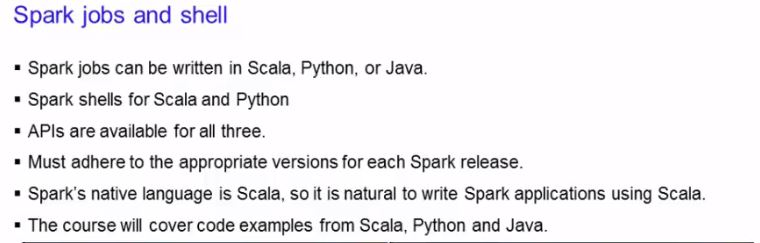 Spark jobs and shell
▪ Spark jobs can be written in Scala, Python, or Java.
▪ Spark shells for Scala and Python
▪ APIs are available for all three.
▪ Must adhere to the appropriate versions for each Spark release.
▪ Spark's native language is Scala, so it is natural to write Spark applications using Scala.
▪ The course will cover code examples from Scala, Python and Java.